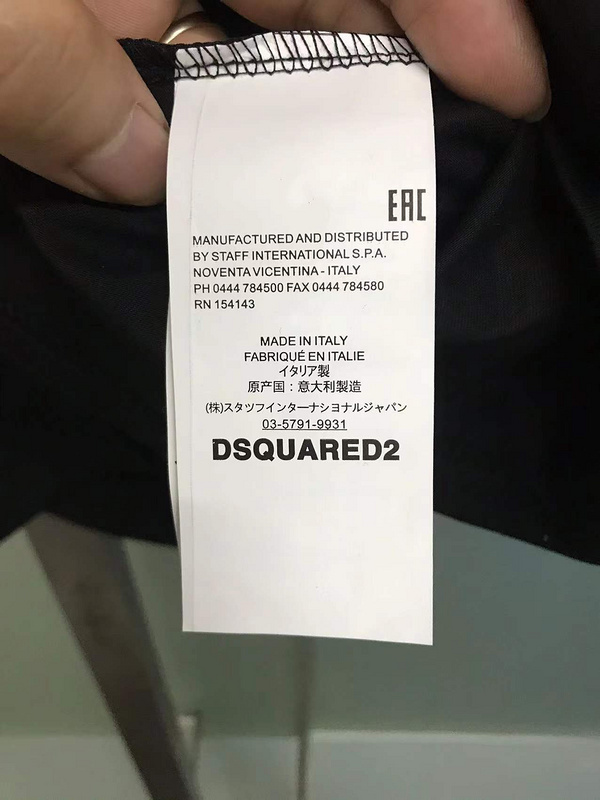 EAC
MANUFACTURED AND DISTRIBUTED
BY STAFF INTERNATIONAL S.P.A.
NOVENTA VICENTINA - ITALY
PH 0444 784500 FAX 0444 784580
RN 154143
MADE IN ITALY
FABRIQUÉ EN ITALIE
イタリア製
原产国：意大利製造
(株)スタツフインターナショナルジャパン
03-5791-9931
DSQUARED2